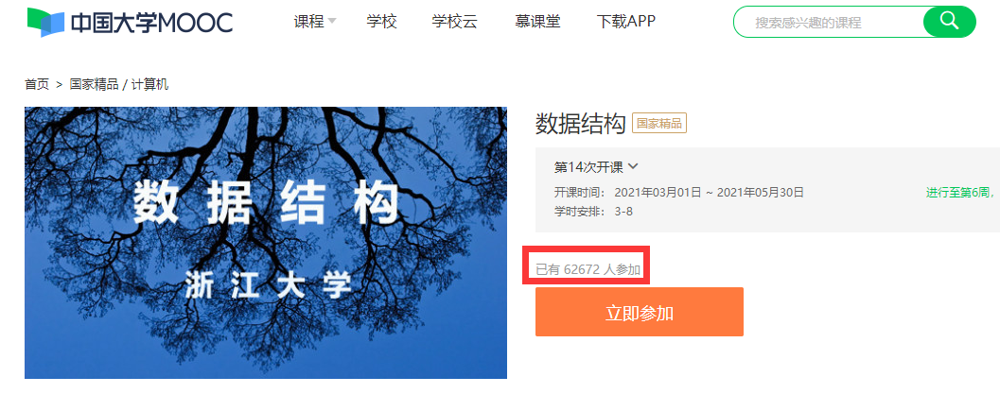 中国大学MOOC
课程 学校 学校云 慕课堂 下载APP
搜索感兴趣的课程
首页 > 国家精品 / 计算机
数据结构
浙江大学
数据结构 国家精品
第14次开课
开课时间： 2021年03月01日 ~ 2021年05月30日
进行至第6周,
学时安排： 3-8
已有 62672 人参加
立即参加